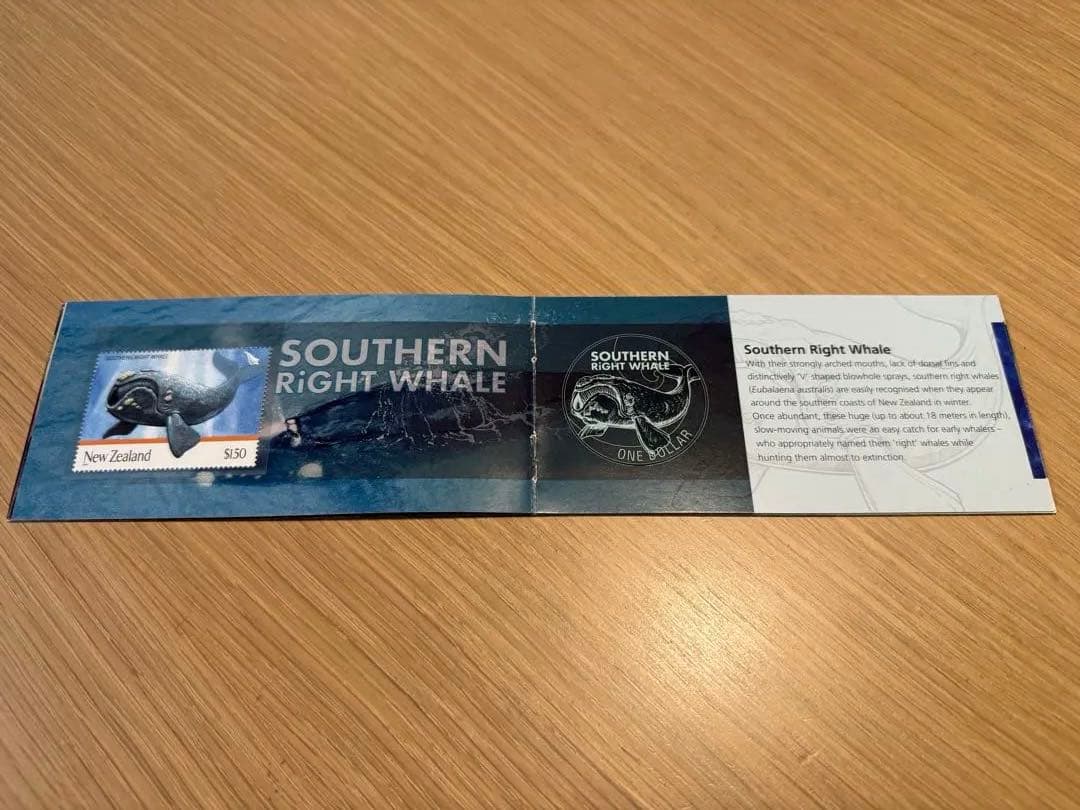 SOUTHERN RIGHT WHALE
New Zealand
$1.50
SOUTHERN
RiGHT WHALE
SOUTHERN
RiGHT WHALE
ONE DOLLAR
Southern Right Whale
With their strongly arched mouths, lack of dorsal fins and
distinctively "V" shaped blowhole sprays, southern right whales
(Eubalaena australis) are easily recognised when they appear
around the southern coasts of New Zealand in winter.
Once abundant, these huge (up to about 18 meters in length),
slow-moving animals were an easy catch for early whalers –
who appropriately named them 'right' whales while
hunting them almost to extinction.